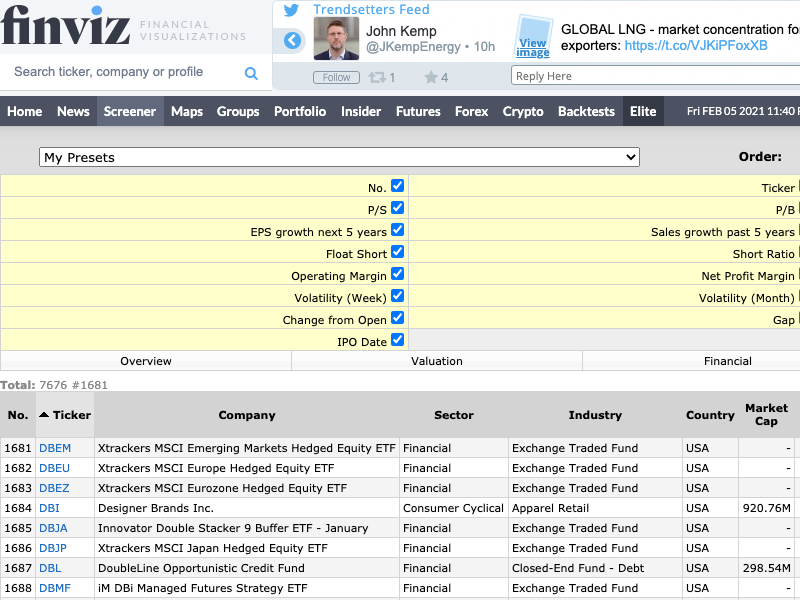 finviz FINANCIAL VISUALIZATIONS
Trendsetters Feed
John Kemp
@JKempEnergy • 10h
Follow 1 4
View image
GLOBAL LNG - market concentration fo
exporters: https://t.co/VJKiPFoxXB
Reply Here
Search ticker, company or profile
Home News Screener Maps Groups Portfolio Insider Futures Forex Crypto Backtests Elite Fri FEB 05 2021 11:40
My Presets Order:
No. Ticker
P/S P/B
EPS growth next 5 years Sales growth past 5 years
Float Short Short Ratio
Operating Margin Net Profit Margin
Volatility (Week) Volatility (Month)
Change from Open Gap
IPO Date
Overview Valuation Financial
Total: 7676 #1681
No. Ticker Company Sector Industry Country Market Cap
1681 DBEM Xtrackers MSCI Emerging Markets Hedged Equity ETF Financial Exchange Traded Fund USA -
1682 DBEU Xtrackers MSCI Europe Hedged Equity ETF Financial Exchange Traded Fund USA -
1683 DBEZ Xtrackers MSCI Eurozone Hedged Equity ETF Financial Exchange Traded Fund USA -
1684 DBI Designer Brands Inc. Consumer Cyclical Apparel Retail USA 920.76M
1685 DBJA Innovator Double Stacker 9 Buffer ETF - January Financial Exchange Traded Fund USA -
1686 DBJP Xtrackers MSCI Japan Hedged Equity ETF Financial Exchange Traded Fund USA -
1687 DBL DoubleLine Opportunistic Credit Fund Financial Closed-End Fund - Debt USA 298.54M
1688 DBMF iM DBi Managed Futures Strategy ETF Financial Exchange Traded Fund USA -